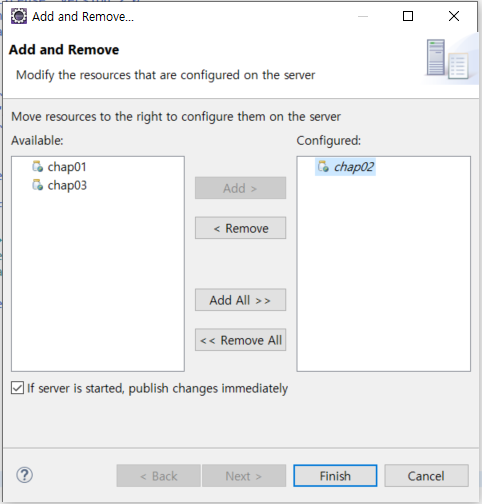 Add and Remove...
Add and Remove
Modify the resources that are configured on the server
Move resources to the right to configure them on the server
Available:
Configured:
chap01
chap03
chap02
Add >
< Remove
Add All >>
<< Remove All
If server is started, publish changes immediately
< Back
Next >
Finish
Cancel